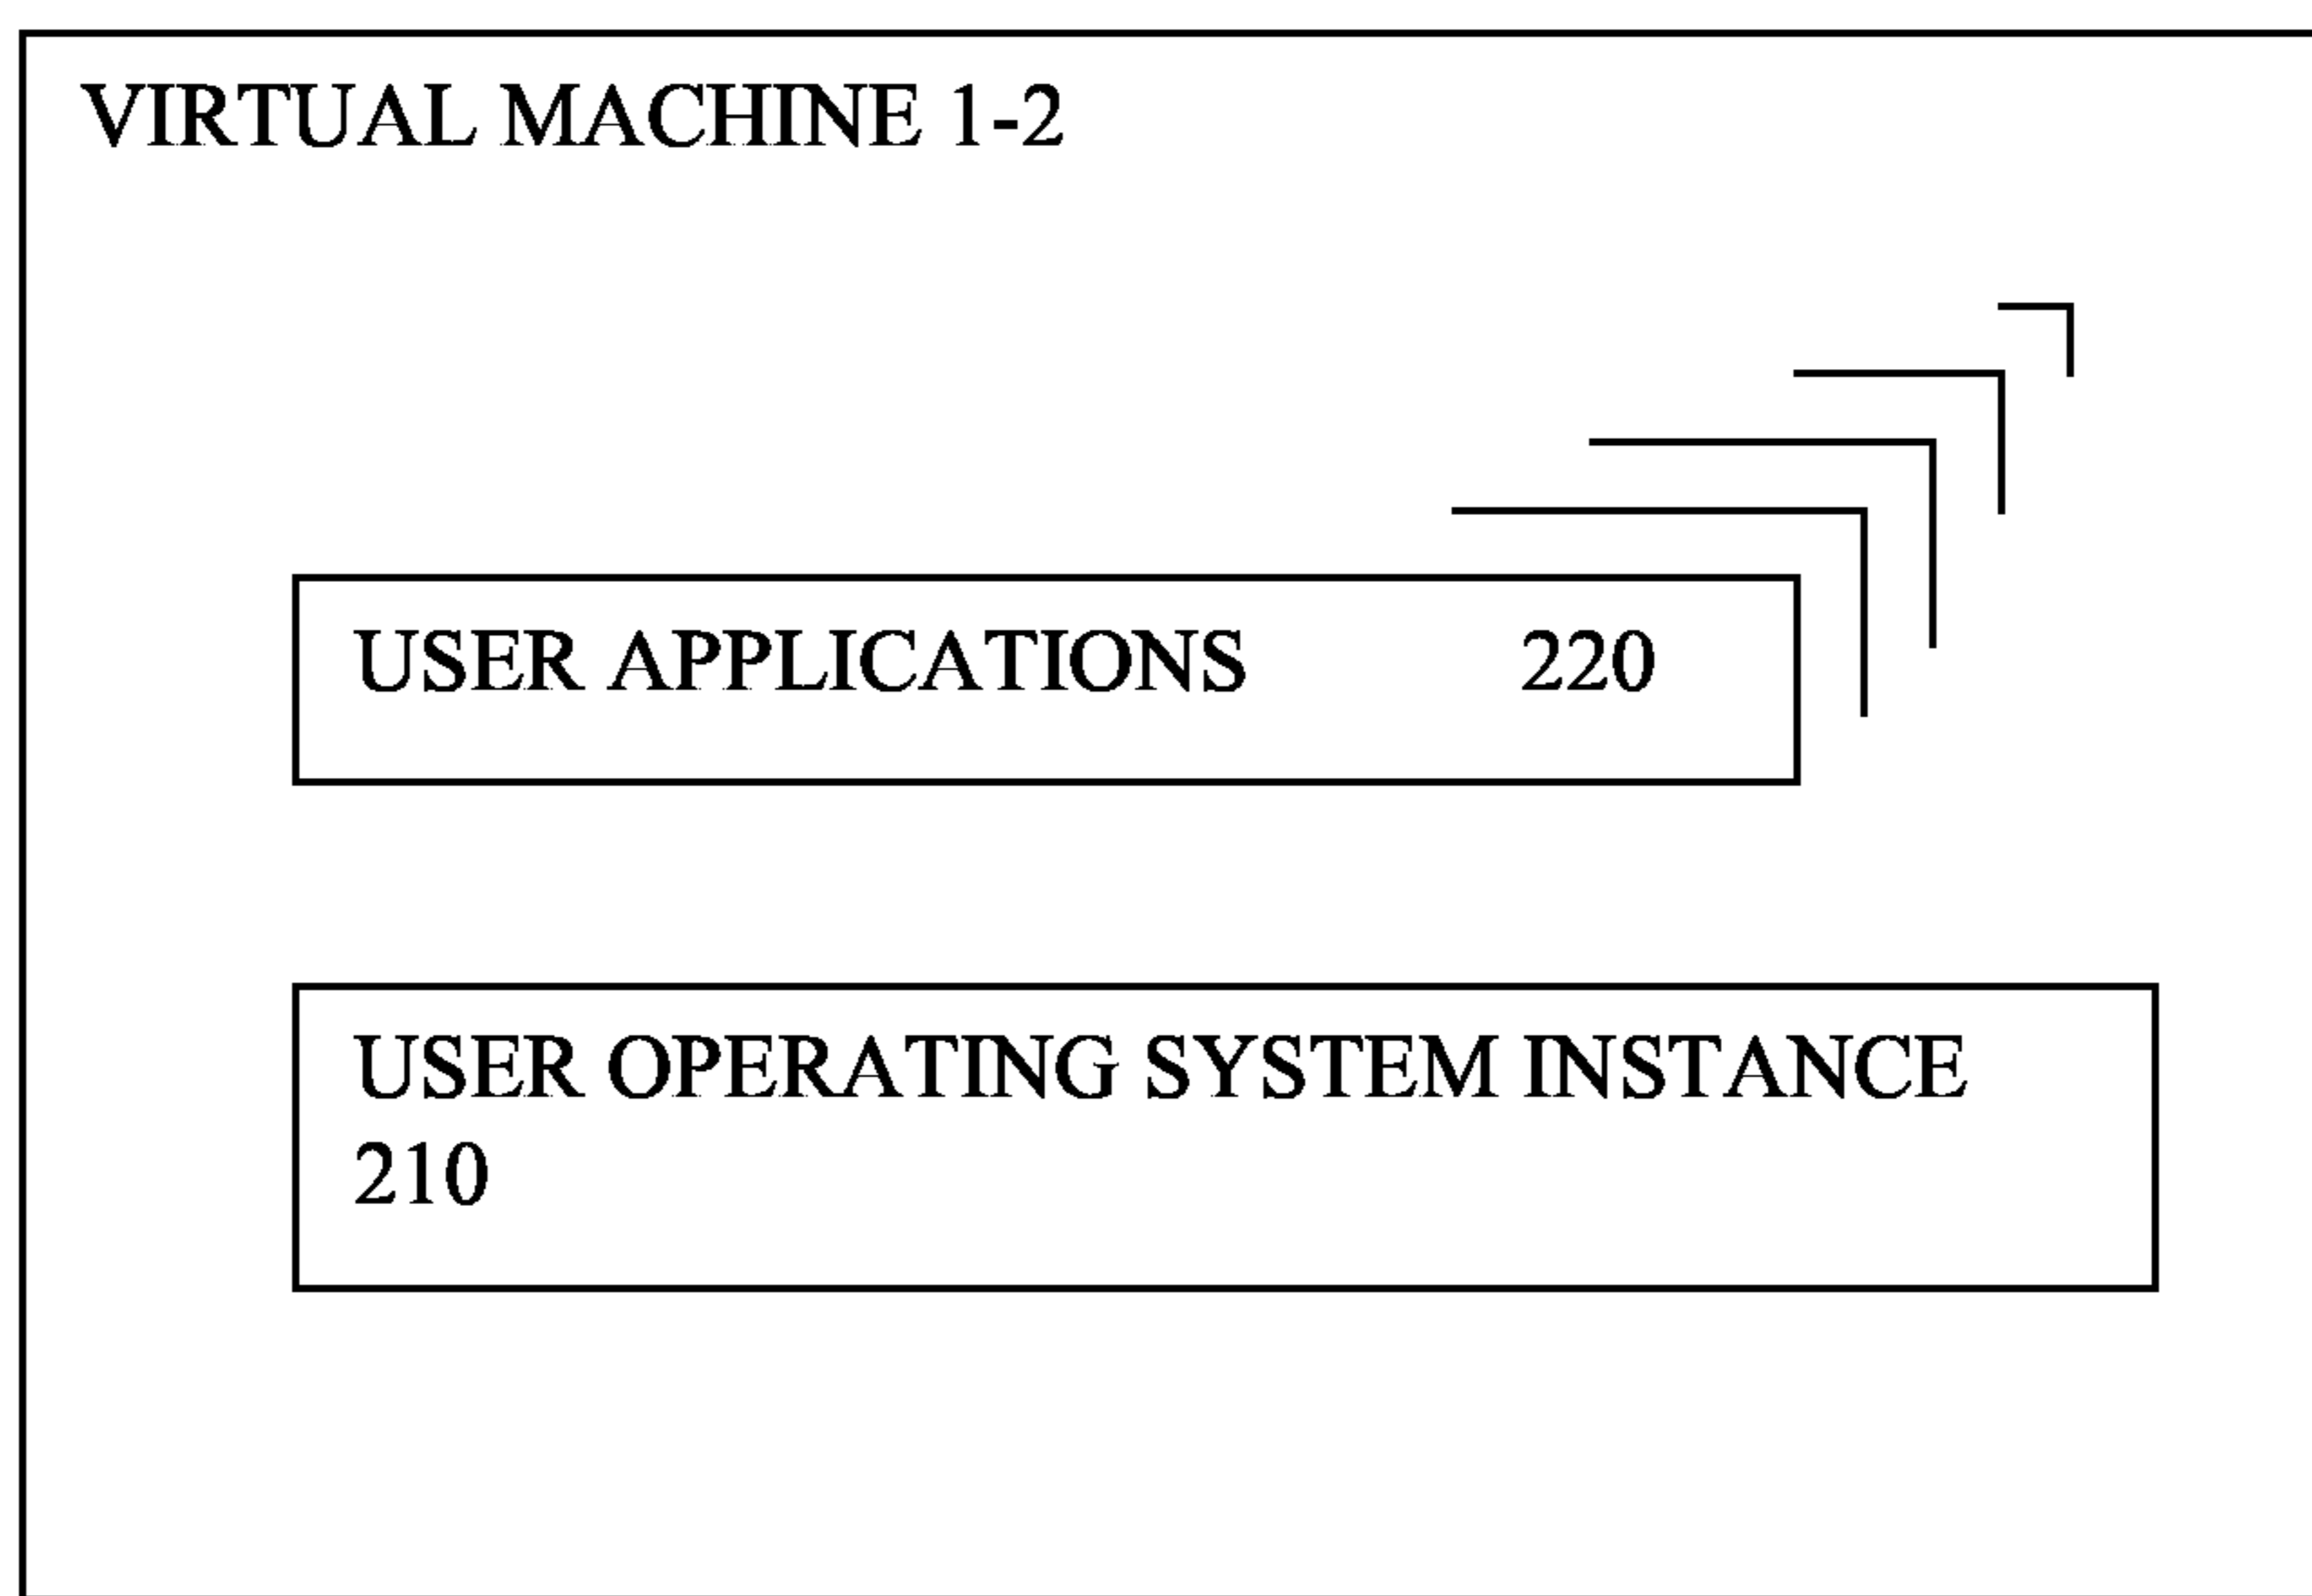 VIRTUAL MACHINE 1-2
USER APPLICATIONS 220
USER OPERATING SYSTEM INSTANCE
210